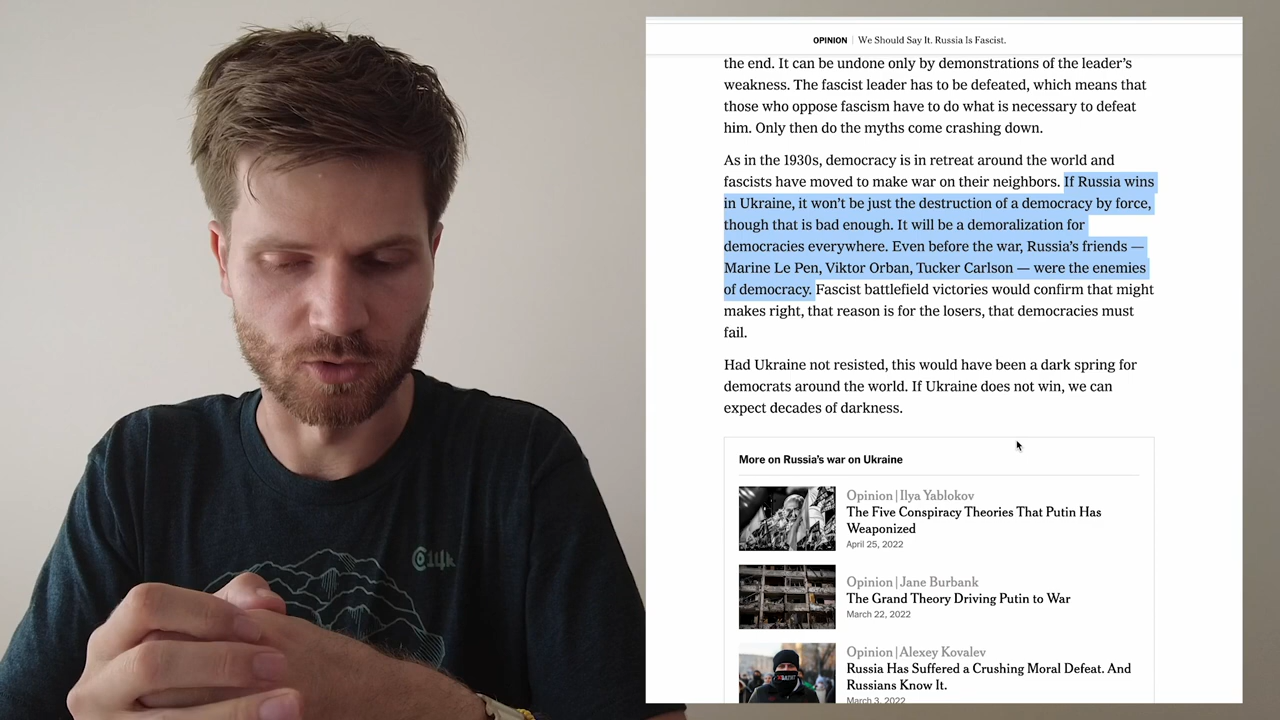 OPINION | We Should Say It. Russia Is Fascist.
the end. It can be undone only by demonstrations of the leader’s
weakness. The fascist leader has to be defeated, which means that
those who oppose fascism have to do what is necessary to defeat
him. Only then do the myths come crashing down.
As in the 1930s, democracy is in retreat around the world and
fascists have moved to make war on their neighbors. If Russia wins
in Ukraine, it won’t be just the destruction of a democracy by force,
though that is bad enough. It will be a demoralization for
democracies everywhere. Even before the war, Russia’s friends —
Marine Le Pen, Viktor Orban, Tucker Carlson — were the enemies
of democracy. Fascist battlefield victories would confirm that might
makes right, that reason is for the losers, that democracies must
fail.
Had Ukraine not resisted, this would have been a dark spring for
democrats around the world. If Ukraine does not win, we can
expect decades of darkness.
More on Russia’s war on Ukraine
Opinion | Ilya Yablokov
The Five Conspiracy Theories That Putin Has
Weaponized
April 25, 2022
Opinion | Jane Burbank
The Grand Theory Driving Putin to War
March 22, 2022
Opinion | Alexey Kovalev
Russia Has Suffered a Crushing Moral Defeat. And
Russians Know It.
March 3, 2022